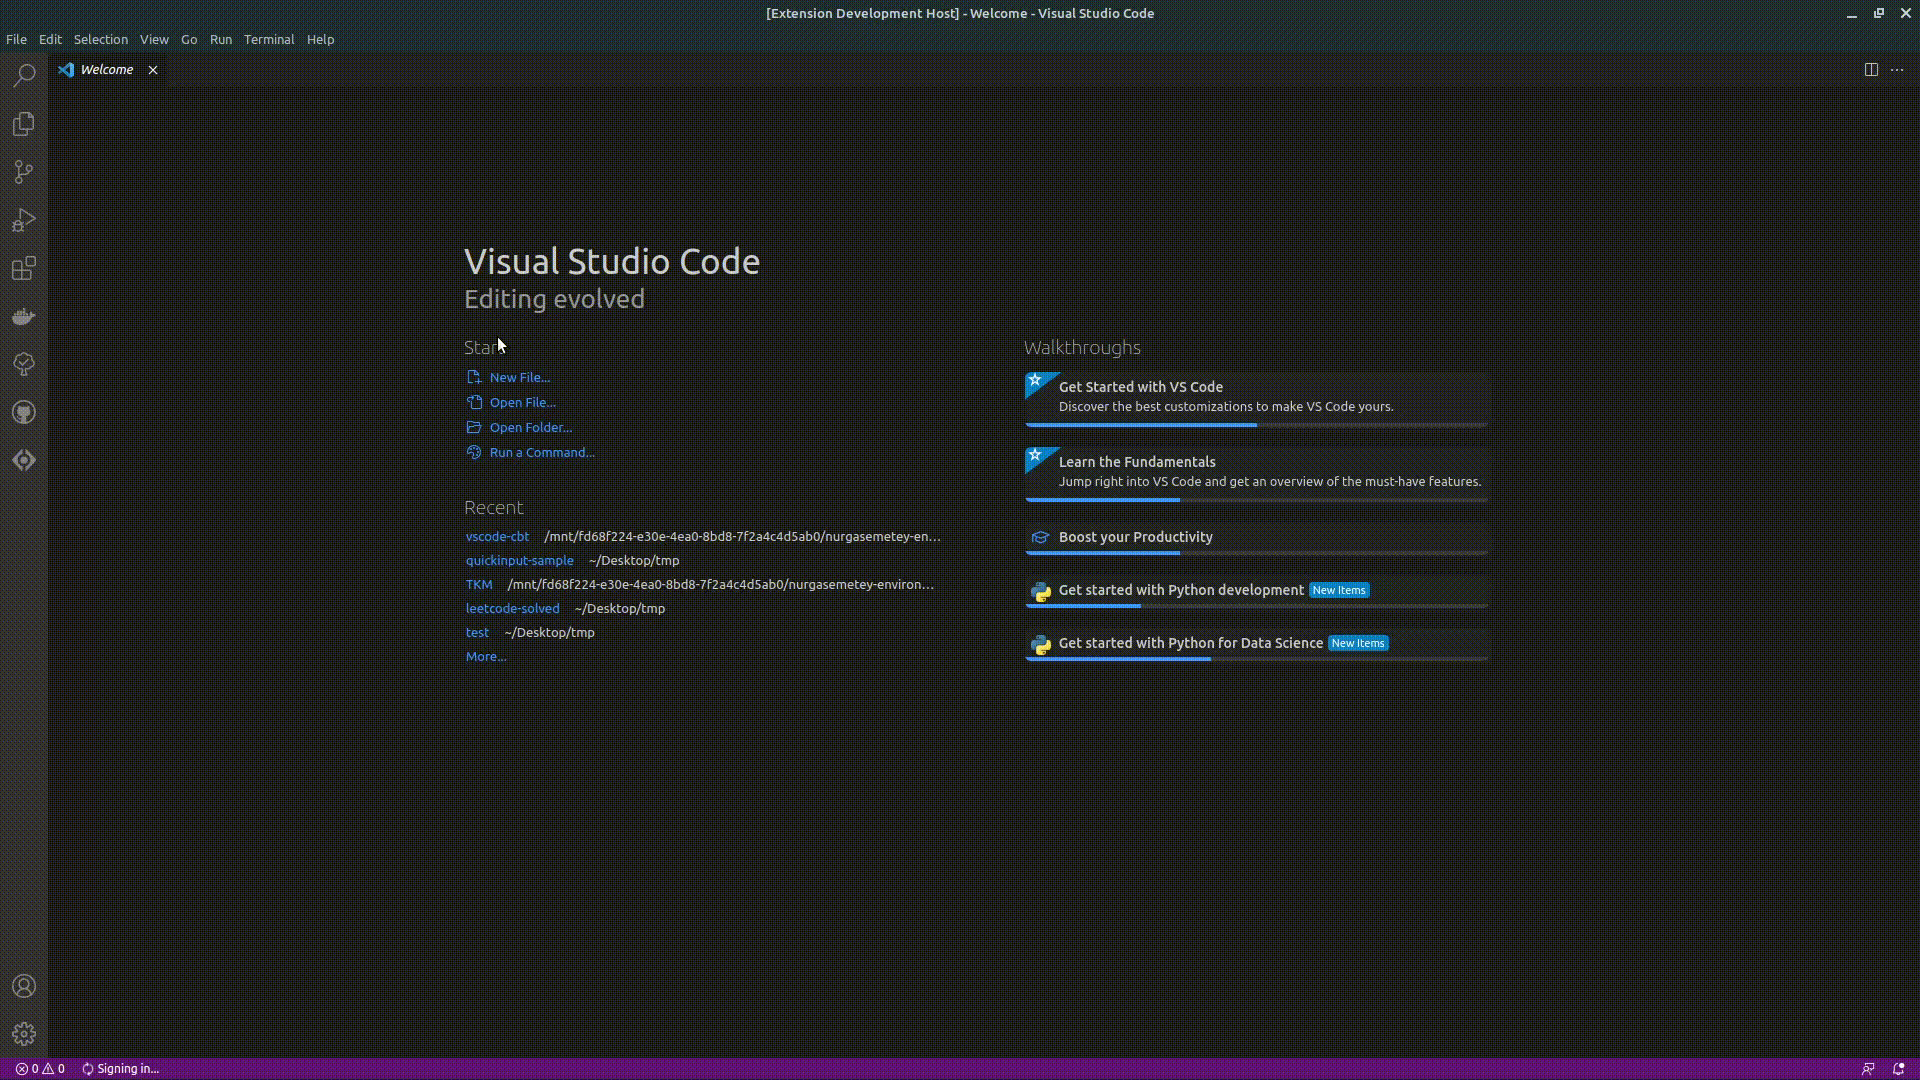 [Extension Development Host] - Welcome - Visual Studio Code
File Edit Selection View Go Run Terminal Help
Welcome
Visual Studio Code
Editing evolved
Start
New File...
Open File...
Open Folder...
Run a Command...
Recent
vscode-cbt /mnt/fd68f224-e30e-4ea0-8bd8-7f2a4c4d5ab0/nurgasemetey-en...
quickinput-sample ~/Desktop/tmp
TKM /mnt/fd68f224-e30e-4ea0-8bd8-7f2a4c4d5ab0/nurgasemetey-environ...
leetcode-solved ~/Desktop/tmp
test ~/Desktop/tmp
More...
Walkthroughs
Get Started with VS Code
Discover the best customizations to make VS Code yours.
Learn the Fundamentals
Jump right into VS Code and get an overview of the must-have features.
Boost your Productivity
Get started with Python development New Items
Get started with Python for Data Science New Items
0 0 Signing in...